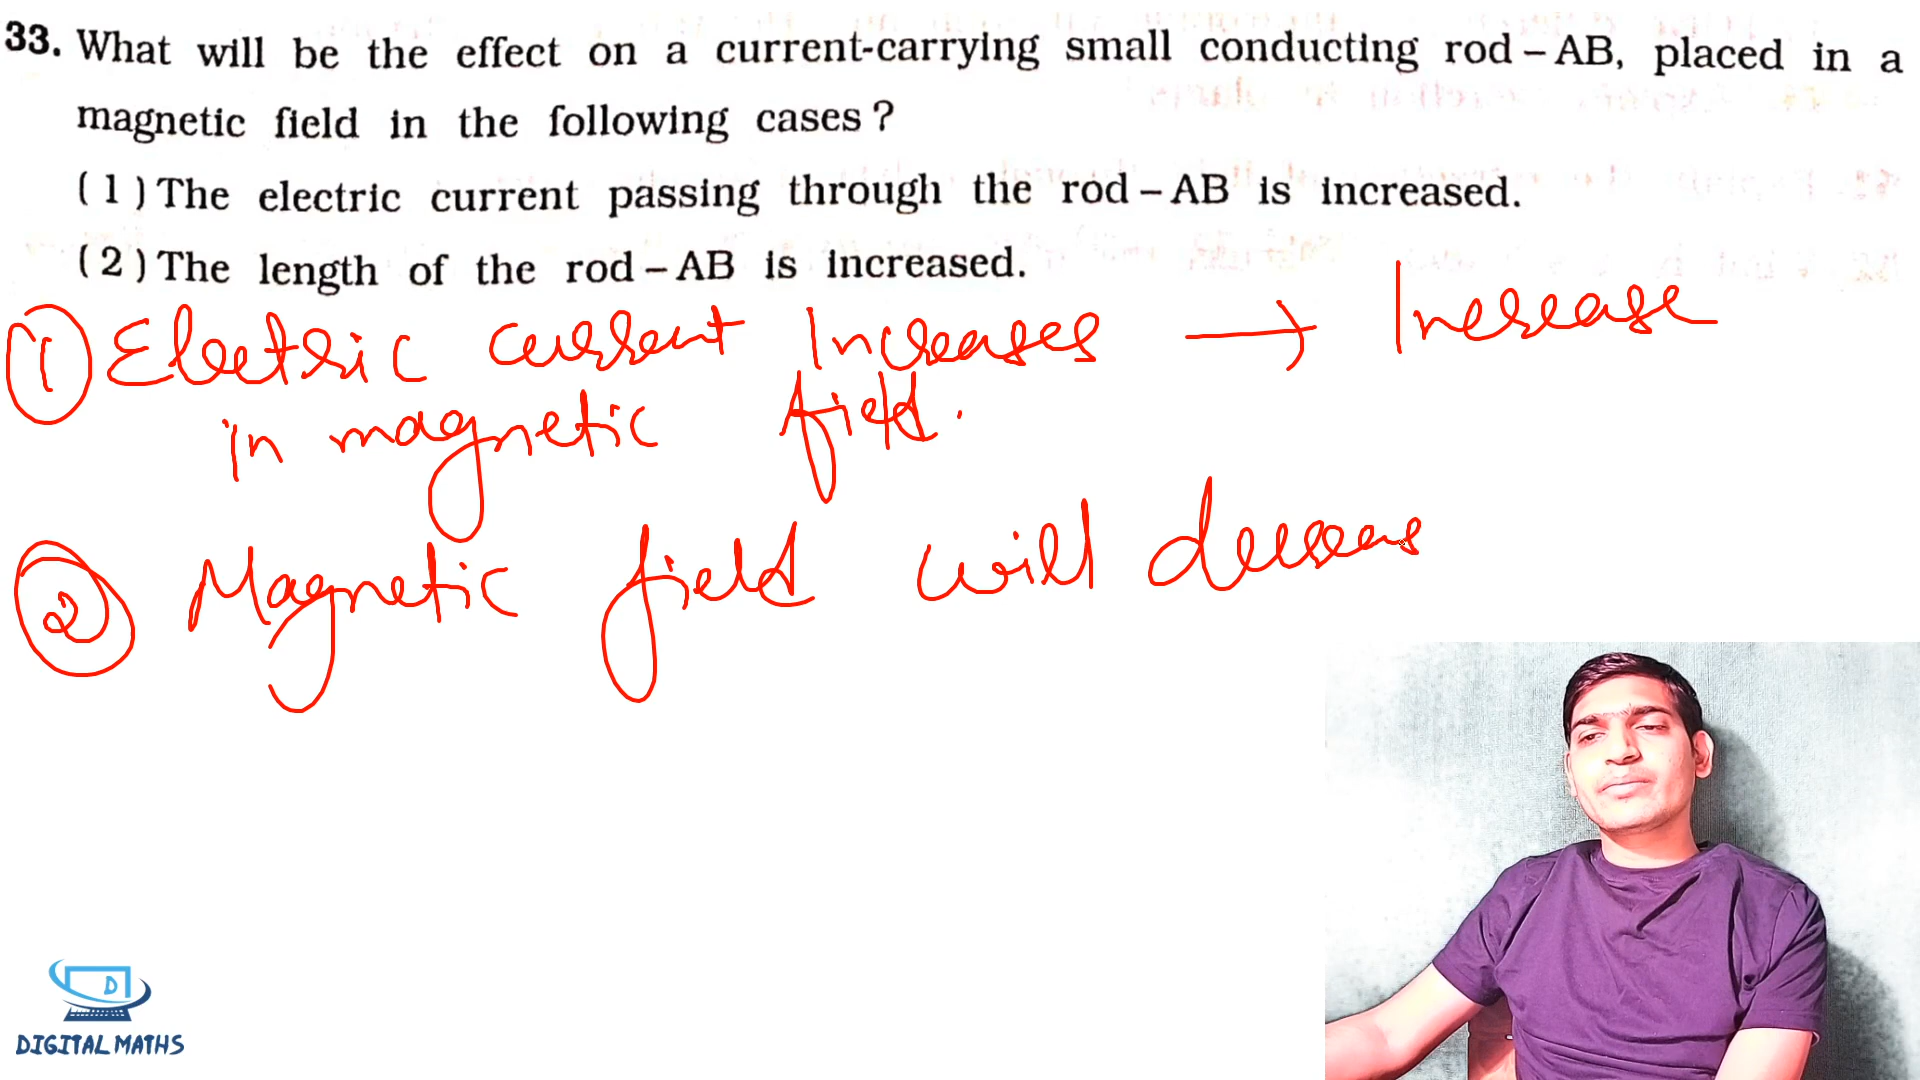 33. What will be the effect on a current-carrying small conducting rod – AB, placed in a
magnetic field in the following cases ?
( 1 ) The electric current passing through the rod – AB is increased.
( 2 ) The length of the rod – AB is increased.
1 Electric current Increases → Increase
in magnetic field.
2 Magnetic field will decreas
D
DIGITAL MATHS